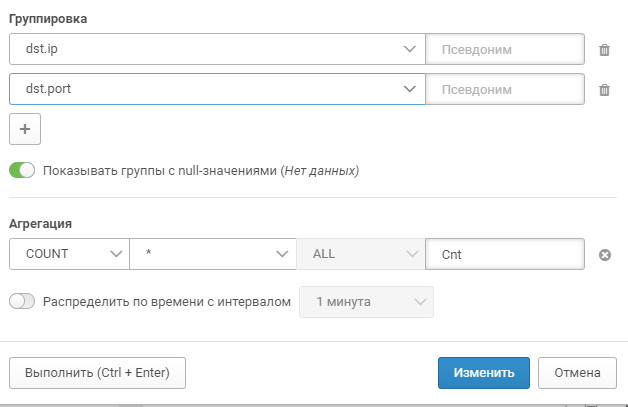 Группировка
dst.ip Псевдоним
dst.port Псевдоним
+
Показывать группы с null-значениями (Нет данных)
Агрегация
COUNT * ALL Cnt
Распределить по времени с интервалом 1 минута
Выполнить (Ctrl + Enter) Изменить Отмена